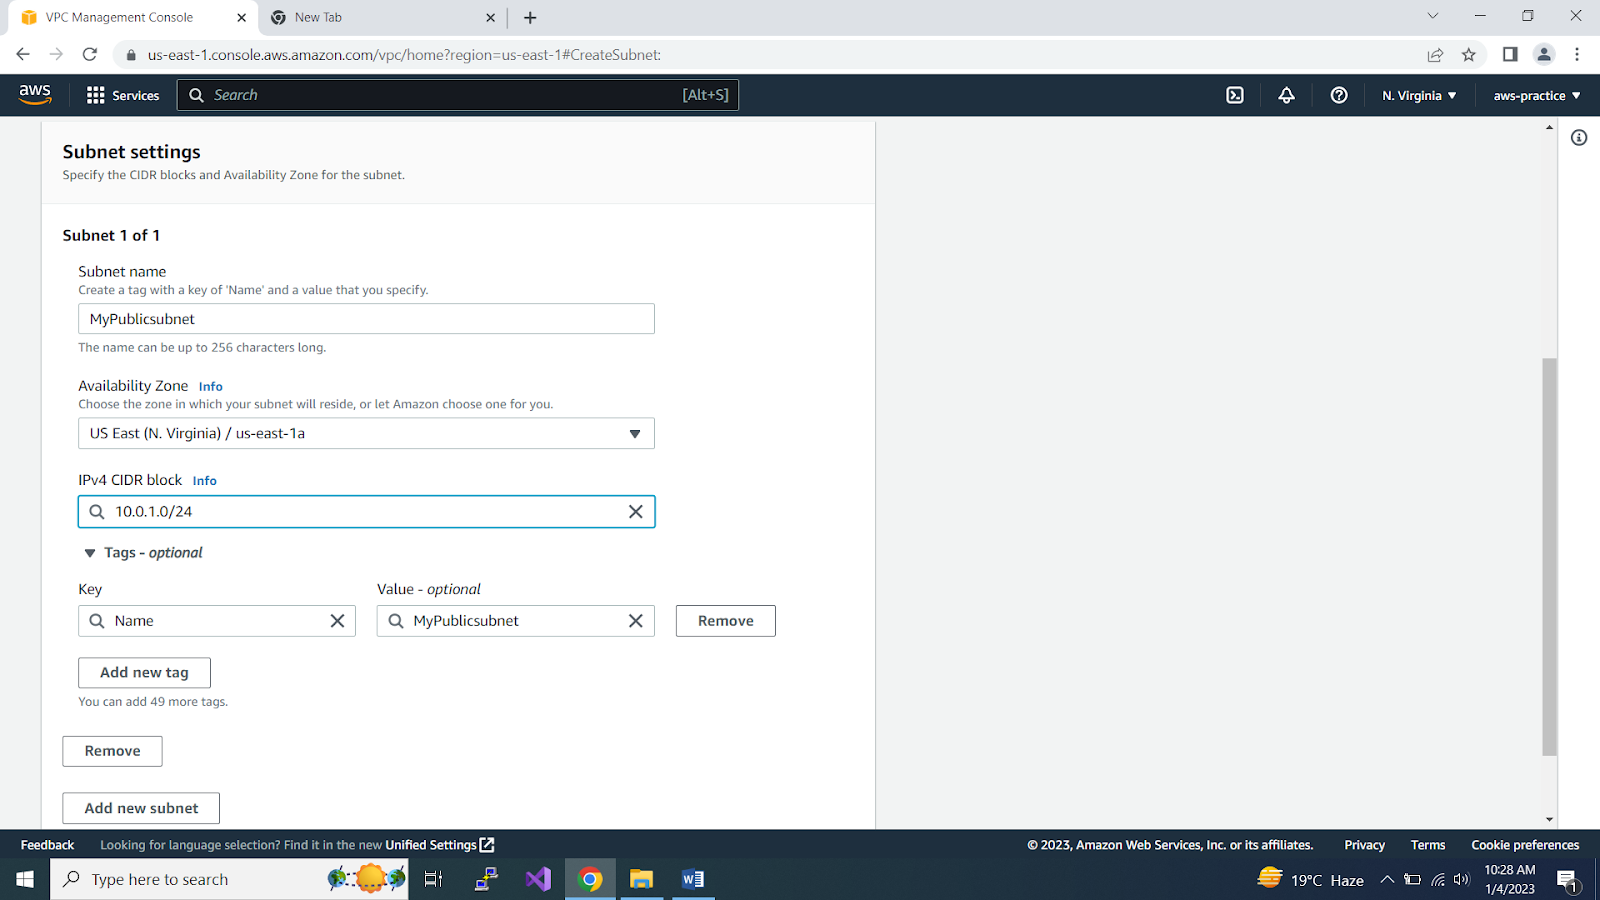 VPC Management Console
New Tab
us-east-1.console.aws.amazon.com/vpc/home?region=us-east-1#CreateSubnet:
aws
Services
Search
[Alt+S]
N. Virginia
aws-practice
Subnet settings
Specify the CIDR blocks and Availability Zone for the subnet.
Subnet 1 of 1
Subnet name
Create a tag with a key of 'Name' and a value that you specify.
MyPublicsubnet
The name can be up to 256 characters long.
Availability Zone Info
Choose the zone in which your subnet will reside, or let Amazon choose one for you.
US East (N. Virginia) / us-east-1a
IPv4 CIDR block Info
10.0.1.0/24
Tags - optional
Key
Value - optional
Name
MyPublicsubnet
Remove
Add new tag
You can add 49 more tags.
Remove
Add new subnet
Feedback
Looking for language selection? Find it in the new Unified Settings
© 2023, Amazon Web Services, Inc. or its affiliates.
Privacy
Terms
Cookie preferences
Type here to search
19°C Haze
10:28 AM
1/4/2023
1